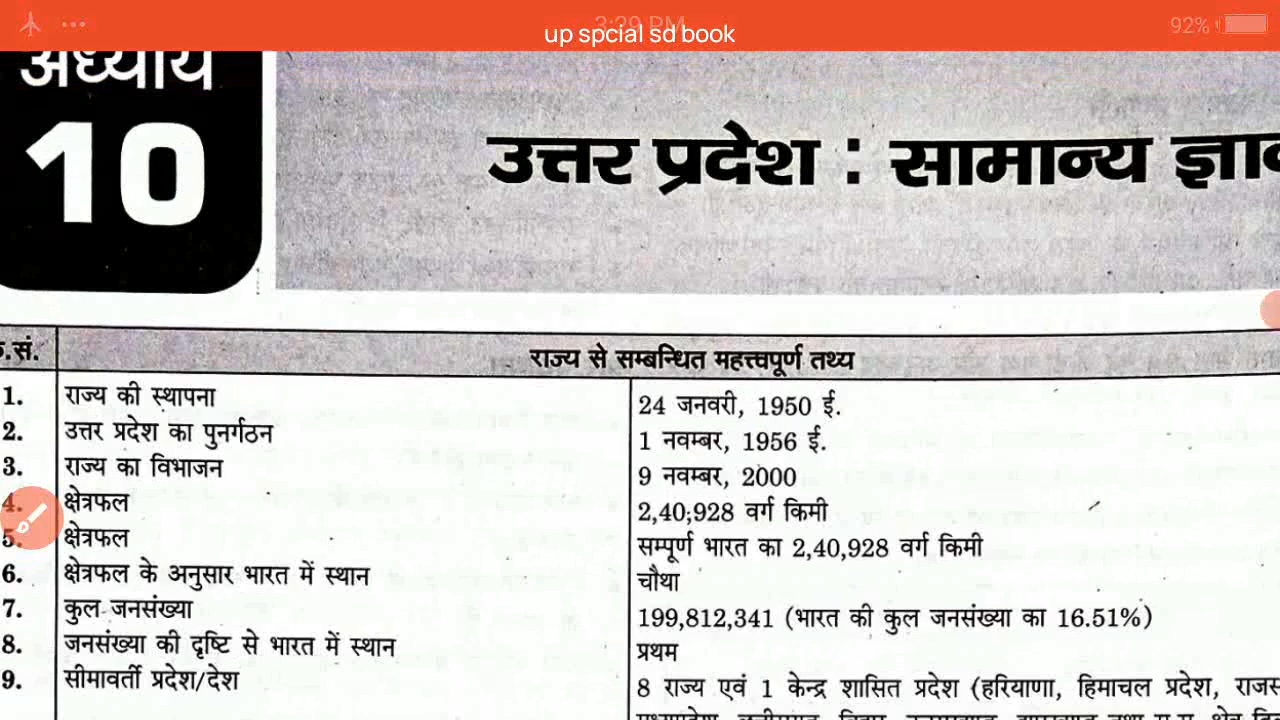 3:29 PM
92%
up spcial sd book
अध्याय
10
उत्तर प्रदेश : सामान्य
राज्य से सम्बन्धित महत्त्वपूर्ण तथ्य
1. राज्य की स्थापना 24 जनवरी, 1950 ई.
2. उत्तर प्रदेश का पुनर्गठन 1 नवम्बर, 1956 ई.
3. राज्य का विभाजन 9 नवम्बर, 2000
4. क्षेत्रफल 2,40;928 वर्ग किमी
5. क्षेत्रफल सम्पूर्ण भारत का 2,40,928 वर्ग किमी
6. क्षेत्रफल के अनुसार भारत में स्थान चौथा
7. कुल जनसंख्या 199,812,341 (भारत की कुल जनसंख्या का 16.51%)
8. जनसंख्या की दृष्टि से भारत में स्थान प्रथम
9. सीमावर्ती प्रदेश/देश 8 राज्य एवं 1 केन्द्र शासित प्रदेश (हरियाणा, हिमाचल प्रदेश,